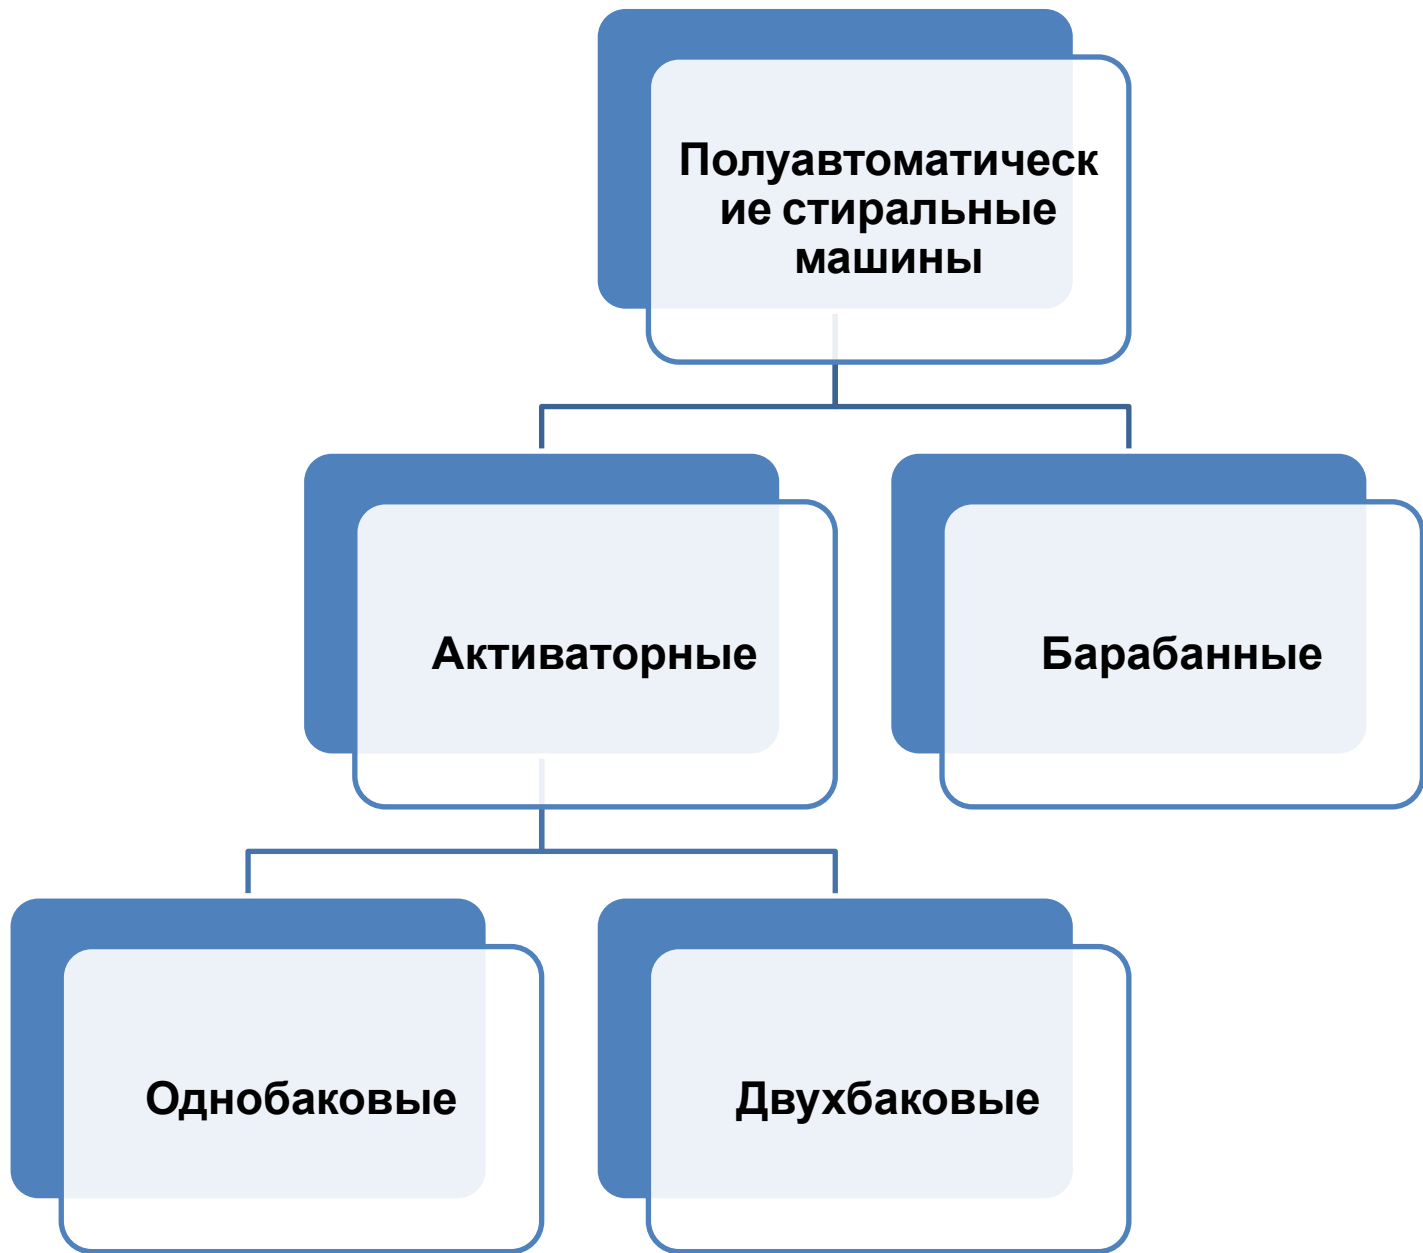 Полуавтоматическ
ие стиральные
машины
Активаторные
Барабанные
Однобаковые
Двухбаковые